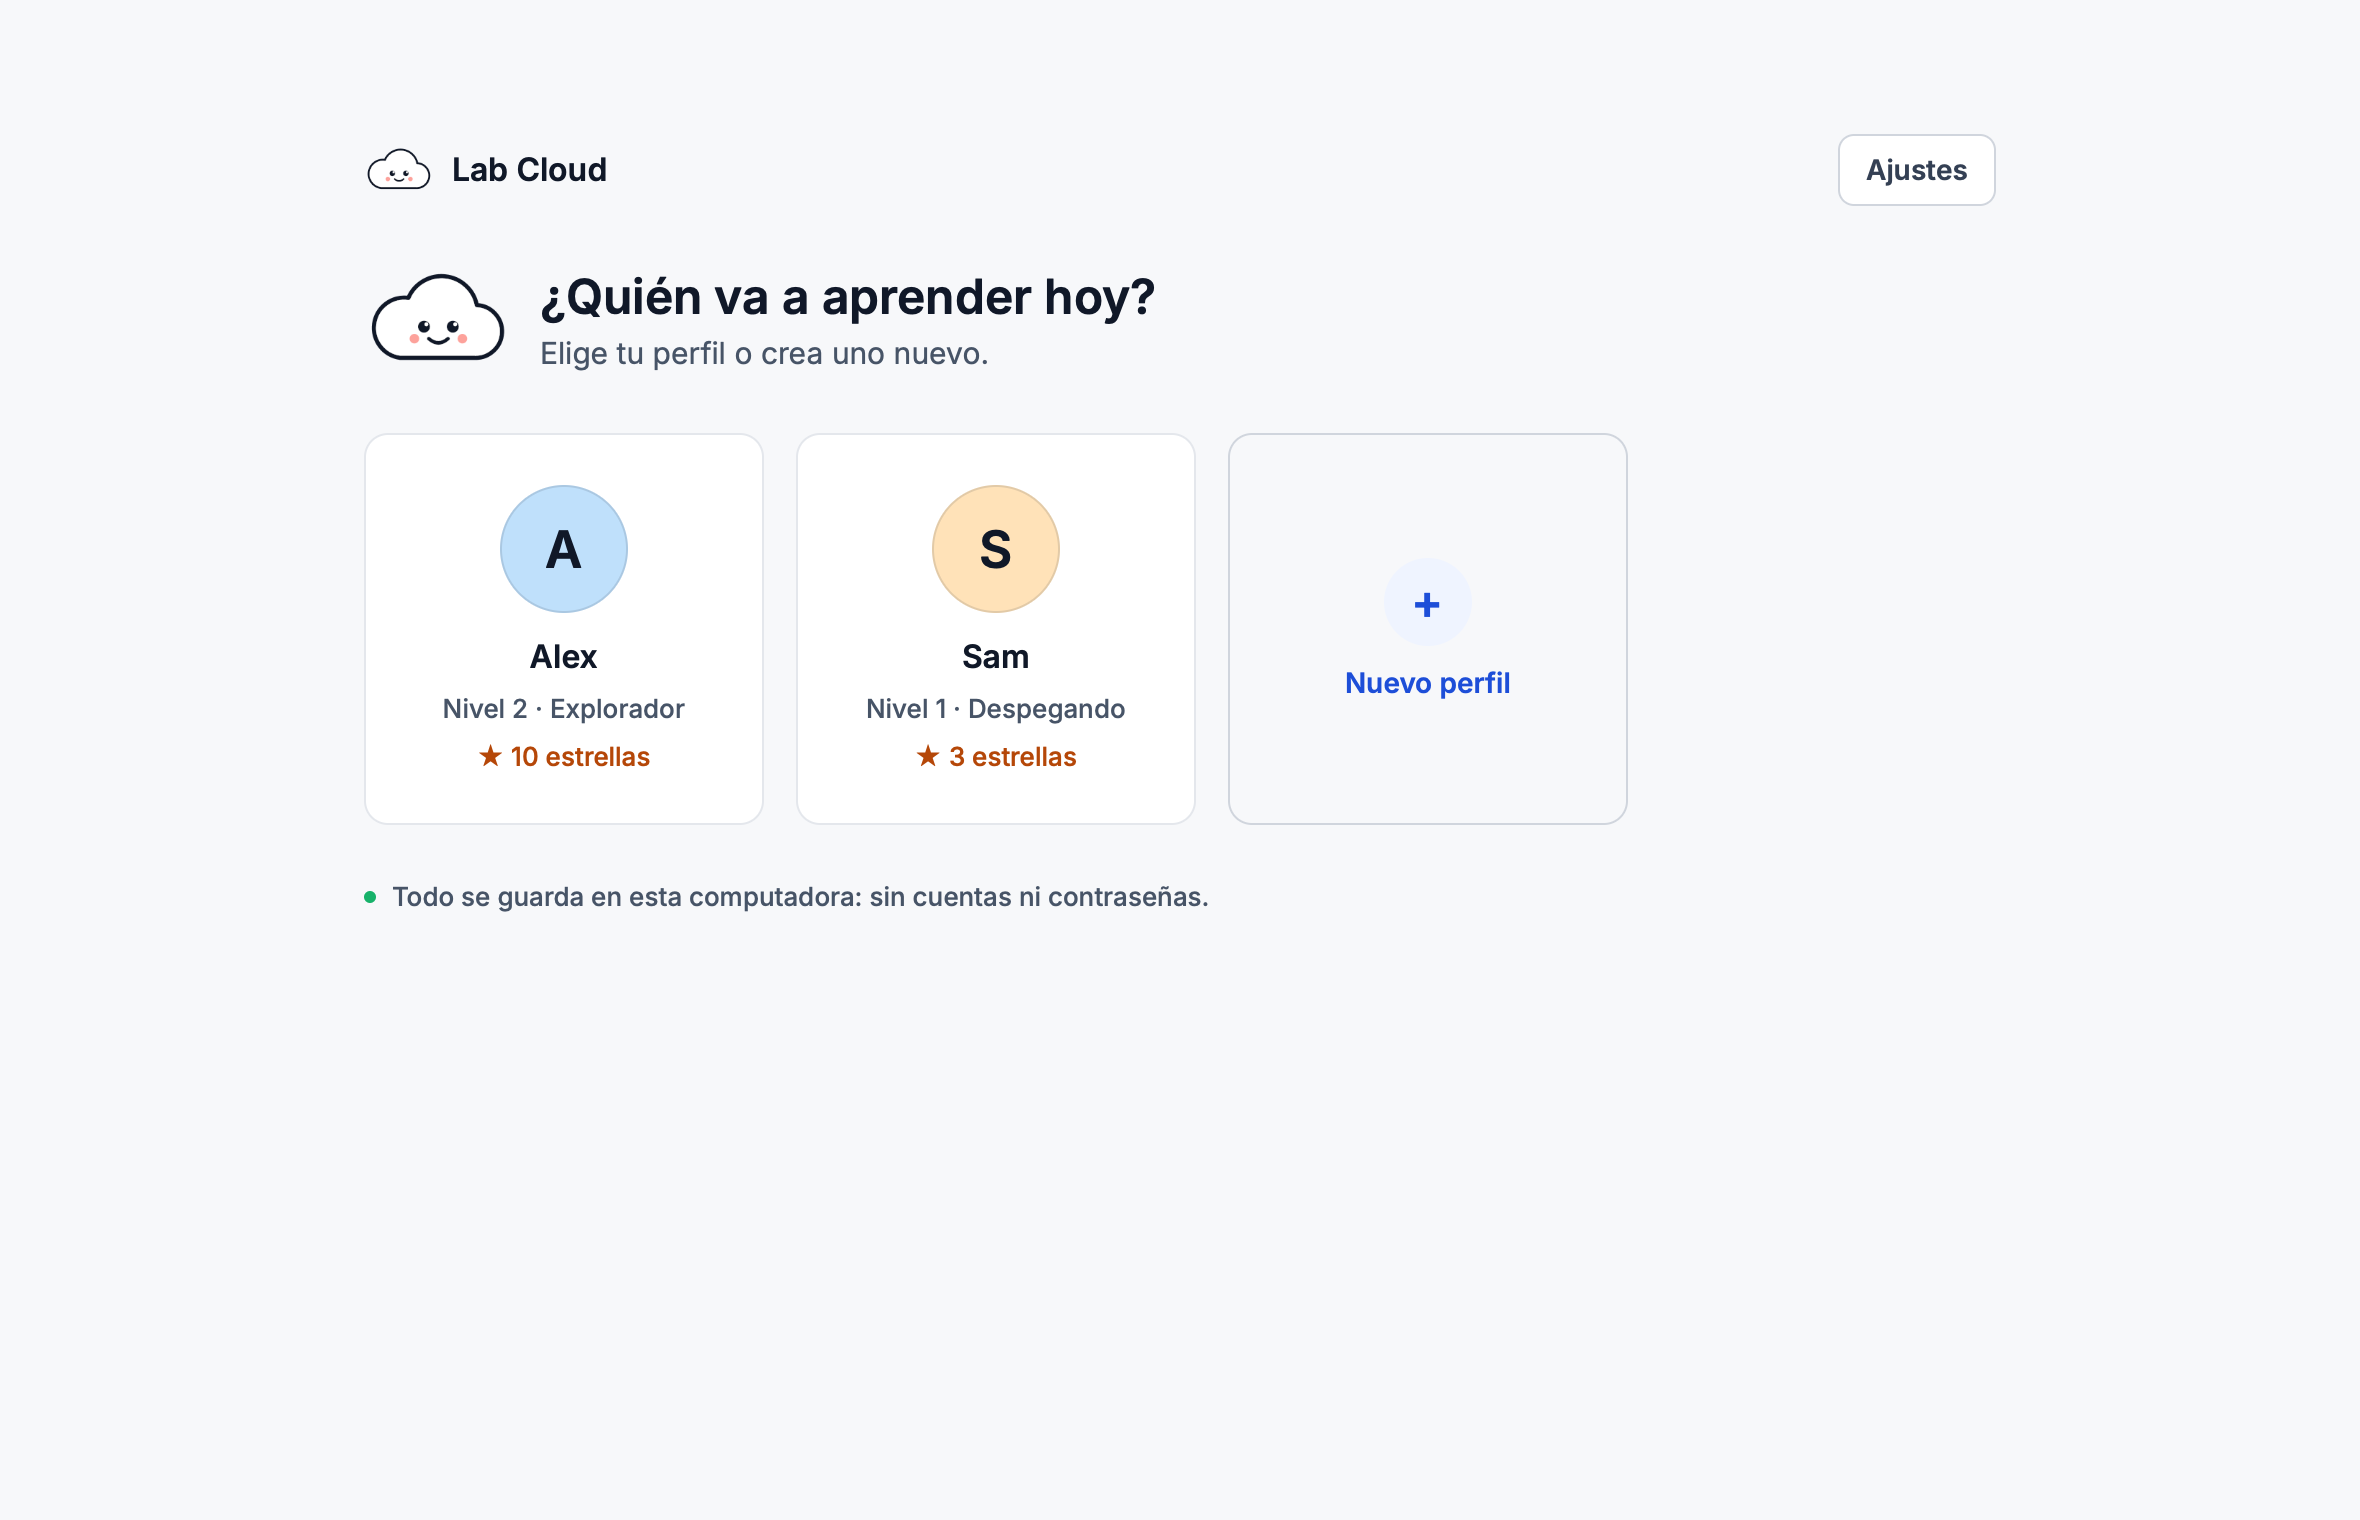 Lab Cloud
Ajustes
¿Quién va a aprender hoy?
Elige tu perfil o crea uno nuevo.
A
Alex
Nivel 2 · Explorador
★ 10 estrellas
S
Sam
Nivel 1 · Despegando
★ 3 estrellas
+
Nuevo perfil
Todo se guarda en esta computadora: sin cuentas ni contraseñas.